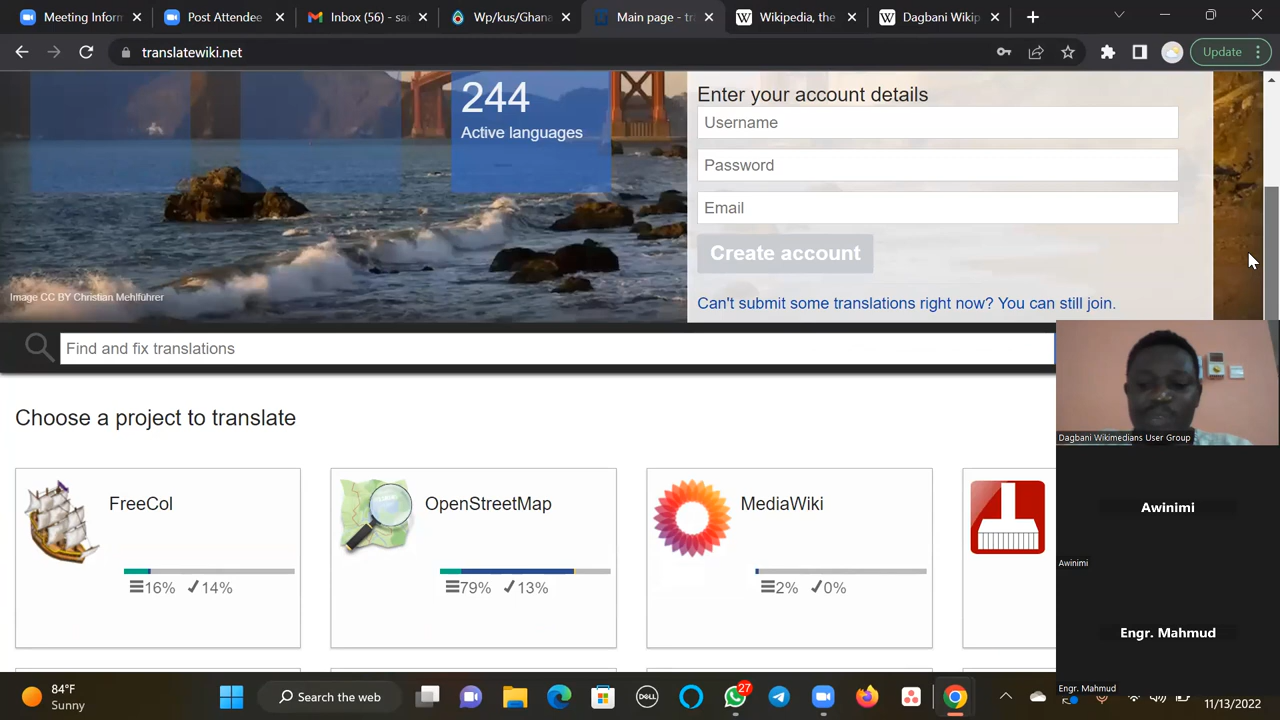 Meeting Inform
Post Attendee
Inbox (56) - sa
Wp/kus/Ghana
Main page - tr
Wikipedia, the
Dagbani Wikip
translatewiki.net
Update
244
Active languages
Enter your account details
Username
Password
Email
Create account
Can't submit some translations right now? You can still join.
Image CC BY Christian Mehlführer
Find and fix translations
Choose a project to translate
FreeCol
16% 14%
OpenStreetMap
79% 13%
MediaWiki
2% 0%
Dagbani Wikimedians User Group
Awinimi
Awinimi
Engr. Mahmud
Engr. Mahmud
84°F
Sunny
Search the web
DELL
27
11/13/2022